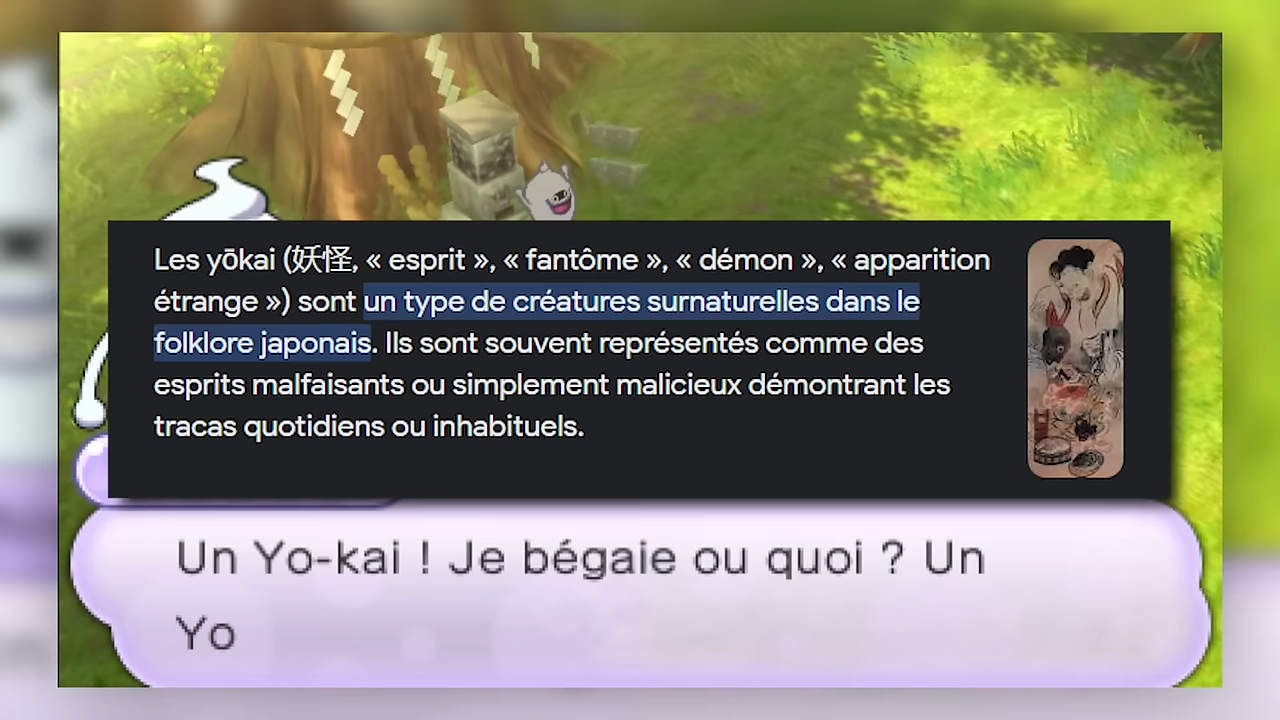 Les yōkai (妖怪, « esprit », « fantôme », « démon », « apparition
étrange ») sont un type de créatures surnaturelles dans le
folklore japonais. Ils sont souvent représentés comme des
esprits malfaisants ou simplement malicieux démontrant les
tracas quotidiens ou inhabituels.
Un Yo-kai ! Je bégaie ou quoi ? Un
Yo